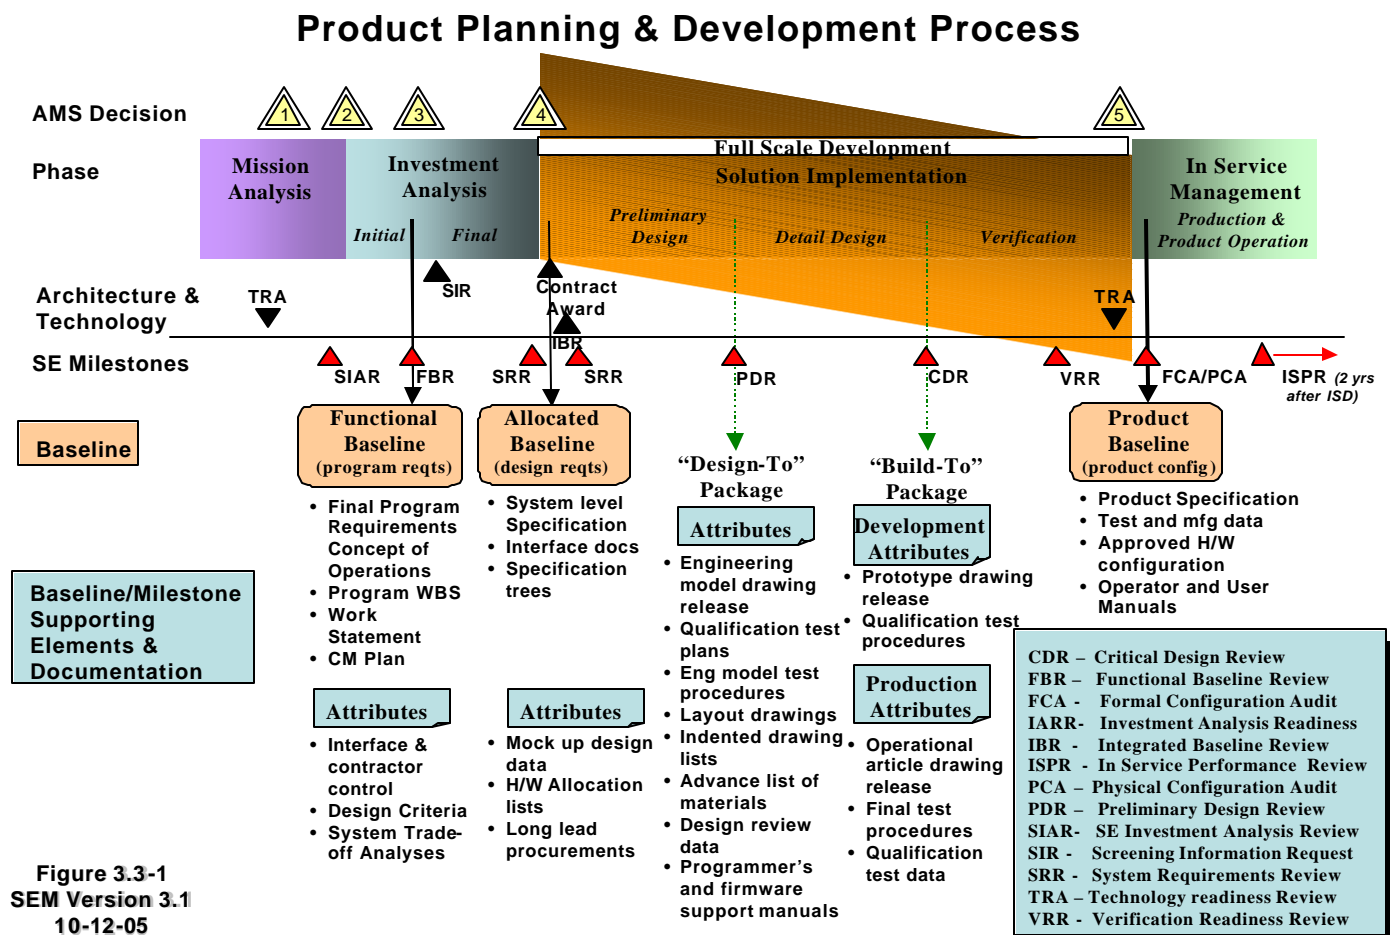 Product Planning & Development Process
AMS Decision
1
2
3
4
5
Phase
Mission
Analysis
Investment
Analysis
Initial
Final
Full Scale Development
Solution Implementation
Preliminary
Design
Detail Design
Verification
In Service
Management
Production &
Product Operation
Architecture &
Technology
TRA
SIR
Contract
Award
IBR
TRA
SE Milestones
SIAR
FBR
SRR
SRR
PDR
CDR
VRR
FCA/PCA
ISPR (2 yrs
after ISD)
Baseline
Functional
Baseline
(program reqts)
Allocated
Baseline
(design reqts)
“Design-To”
Package
“Build-To”
Package
Product
Baseline
(product config)
Baseline/Milestone
Supporting
Elements &
Documentation
• Final Program
Requirements
Concept of
Operations
• Program WBS
• Work
Statement
• CM Plan
Attributes
• Interface &
contractor
control
• Design Criteria
• System Trade-
off Analyses
• System level
Specification
• Interface docs
• Specification
trees
Attributes
• Mock up design
data
• H/W Allocation
lists
• Long lead
procurements
Attributes
• Engineering
model drawing
release
• Qualification test
plans
• Eng model test
procedures
• Layout drawings
• Indented drawing
lists
• Advance list of
materials
• Design review
data
• Programmer’s
and firmware
support manuals
Development
Attributes
• Prototype drawing
release
• Qualification test
procedures
Production
Attributes
• Operational
article drawing
release
• Final test
procedures
• Qualification
test data
• Product Specification
• Test and mfg data
• Approved H/W
configuration
• Operator and User
Manuals
CDR – Critical Design Review
FBR – Functional Baseline Review
FCA - Formal Configuration Audit
IARR- Investment Analysis Readiness
IBR - Integrated Baseline Review
ISPR - In Service Performance Review
PCA – Physical Configuration Audit
PDR – Preliminary Design Review
SIAR- SE Investment Analysis Review
SIR - Screening Information Request
SRR - System Requirements Review
TRA – Technology readiness Review
VRR - Verification Readiness Review
Figure 3.3-1
SEM Version 3.1
10-12-05